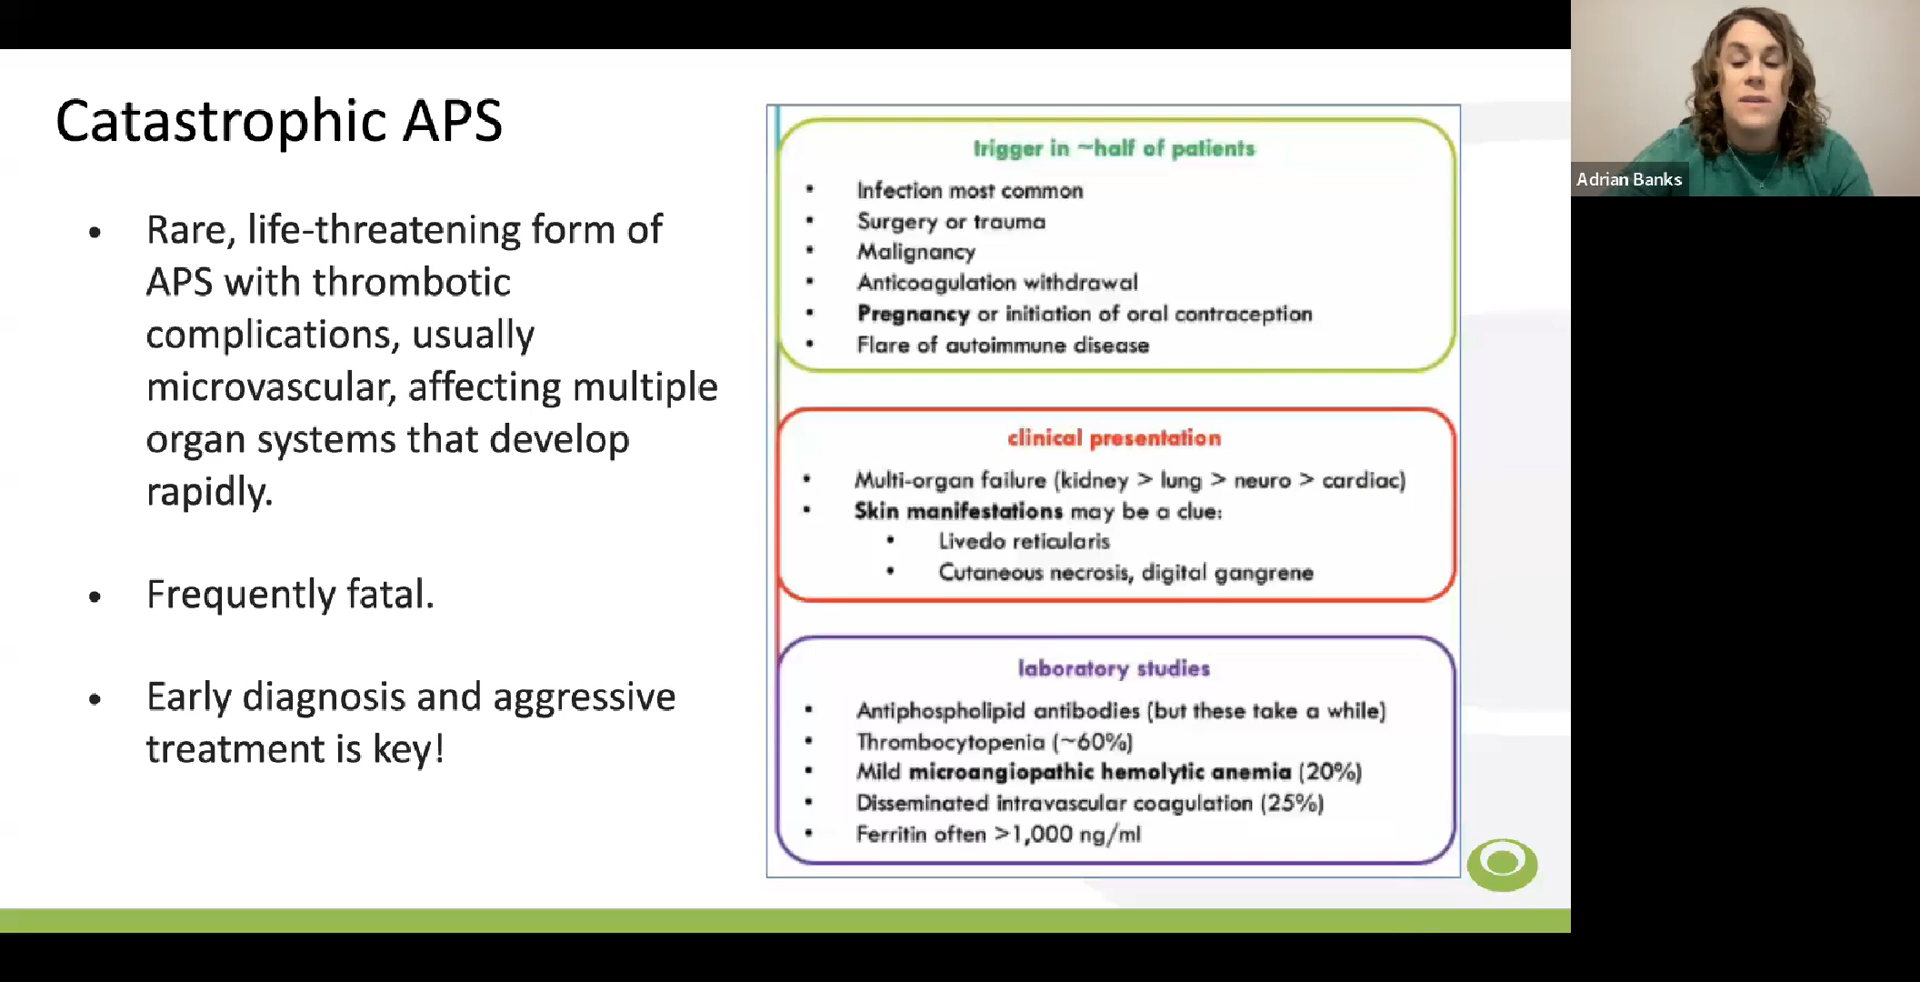 Catastrophic APS
• Rare, life-threatening form of
APS with thrombotic
complications, usually
microvascular, affecting multiple
organ systems that develop
rapidly.
• Frequently fatal.
• Early diagnosis and aggressive
treatment is key!
trigger in ~half of patients
• Infection most common
• Surgery or trauma
• Malignancy
• Anticoagulation withdrawal
• Pregnancy or initiation of oral contraception
• Flare of autoimmune disease
clinical presentation
• Multi-organ failure (kidney > lung > neuro > cardiac)
• Skin manifestations may be a clue:
• Livedo reticularis
• Cutaneous necrosis, digital gangrene
laboratory studies
• Antiphospholipid antibodies (but these take a while)
• Thrombocytopenia (~60%)
• Mild microangiopathic hemolytic anemia (20%)
• Disseminated intravascular coagulation (25%)
• Ferritin often >1,000 ng/ml
Adrian Banks